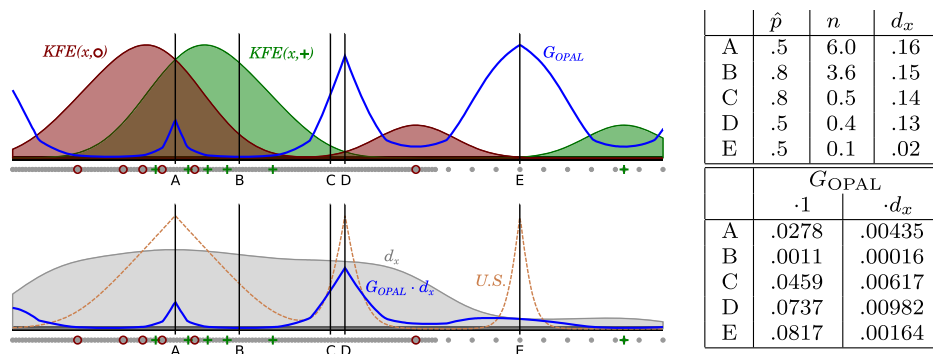 KFE(x,o)
KFE(x,+)
G_OPAL
A B C D E
d_x
G_OPAL · d_x
U.S.
A B C D E
p̂ n d_x
A .5 6.0 .16
B .8 3.6 .15
C .8 0.5 .14
D .5 0.4 .13
E .5 0.1 .02
G_OPAL
·1 ·d_x
A .0278 .00435
B .0011 .00016
C .0459 .00617
D .0737 .00982
E .0817 .00164